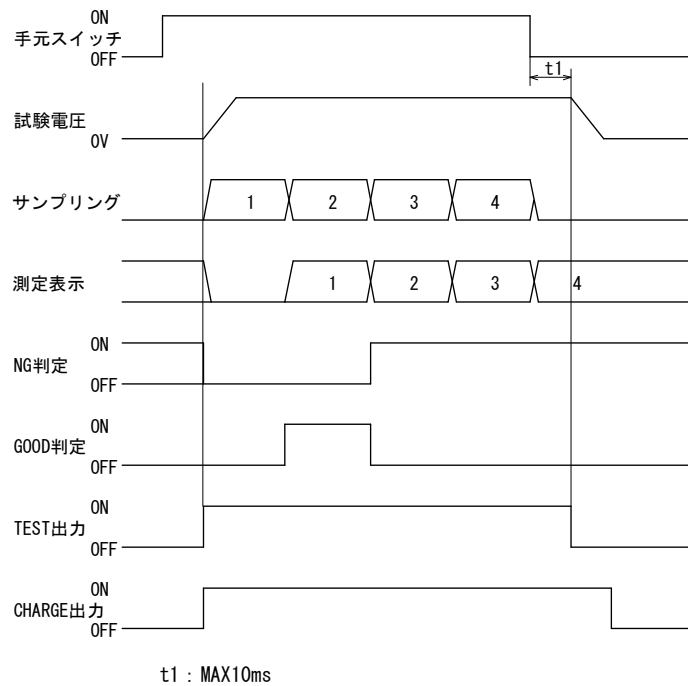 ON
手元スイッチ
OFF
t1
試験電圧
0V
サンプリング 1 2 3 4
測定表示 1 2 3 4
ON
NG判定
OFF
ON
GOOD判定
OFF
ON
TEST出力
OFF
ON
CHARGE出力
OFF
t1 : MAX10ms